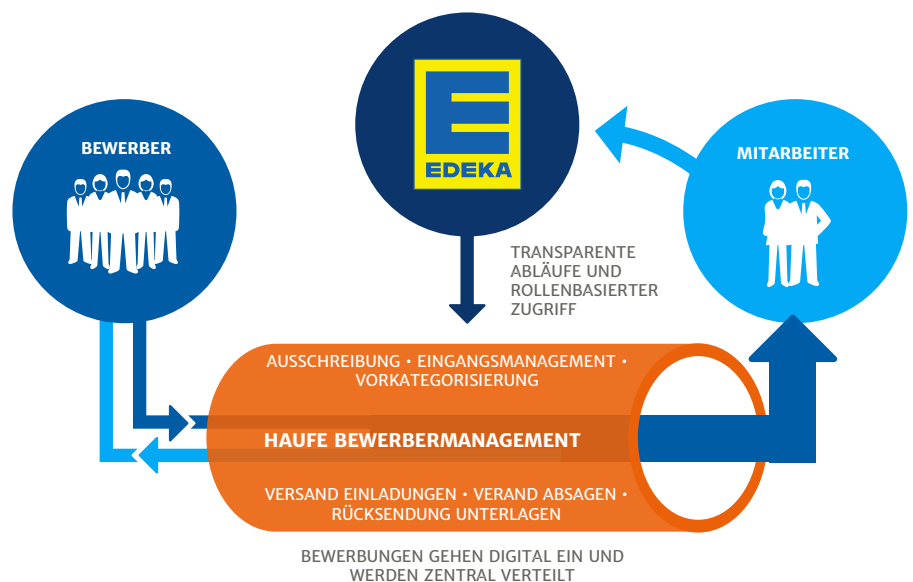 BEWERBER
E
EDEKA
MITARBEITER
TRANSPARENTE
ABLÄUFE UND
ROLLENBASIERTER
ZUGRIFF
AUSSCHREIBUNG · EINGANGSMANAGEMENT ·
VORKATEGORISIERUNG
HAUFE BEWERBERMANAGEMENT
VERSAND EINLADUNGEN · VERAND ABSAGEN ·
RÜCKSENDUNG UNTERLAGEN
BEWERBUNGEN GEHEN DIGITAL EIN UND
WERDEN ZENTRAL VERTEILT